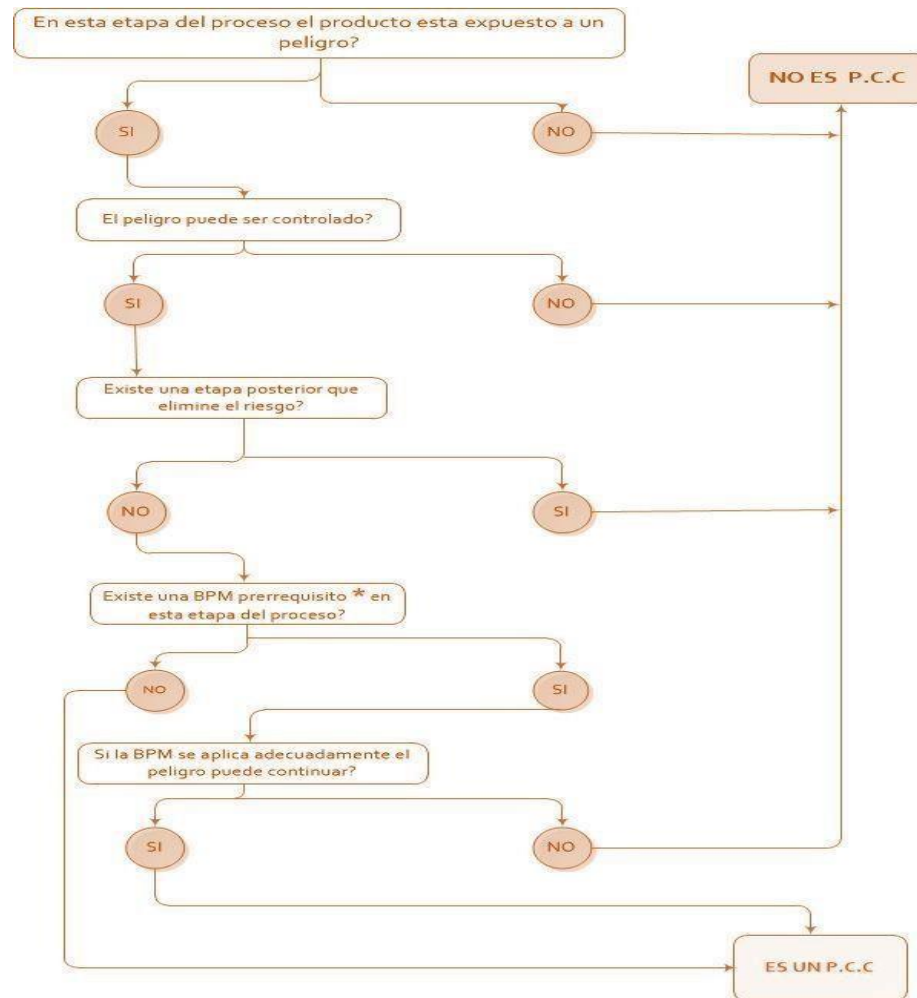 En esta etapa del proceso el producto esta expuesto a un
peligro?
NO ES P.C.C
SI
NO
El peligro puede ser controlado?
SI
NO
Existe una etapa posterior que
elimine el riesgo?
NO
SI
Existe una BPM prerrequisito * en
esta etapa del proceso?
NO
SI
Si la BPM se aplica adecuadamente el
peligro puede continuar?
SI
NO
ES UN P.C.C